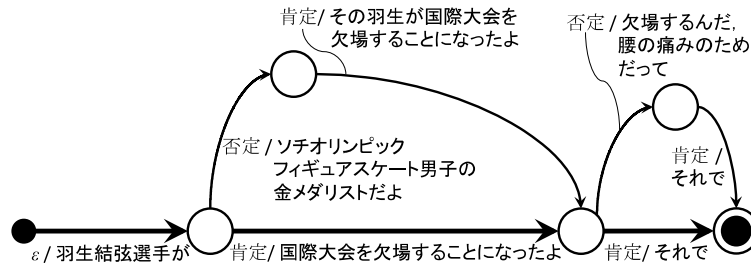 肯定 / その羽生が国際大会を
欠場することになったよ
否定 / 欠場するんだ,
腰の痛みのため
だって
否定 / ソチオリンピック
フィギュアスケート男子の
金メダリストだよ
肯定 /
それで
ε / 羽生結弦選手が
肯定 / 国際大会を欠場することになったよ
肯定 / それで